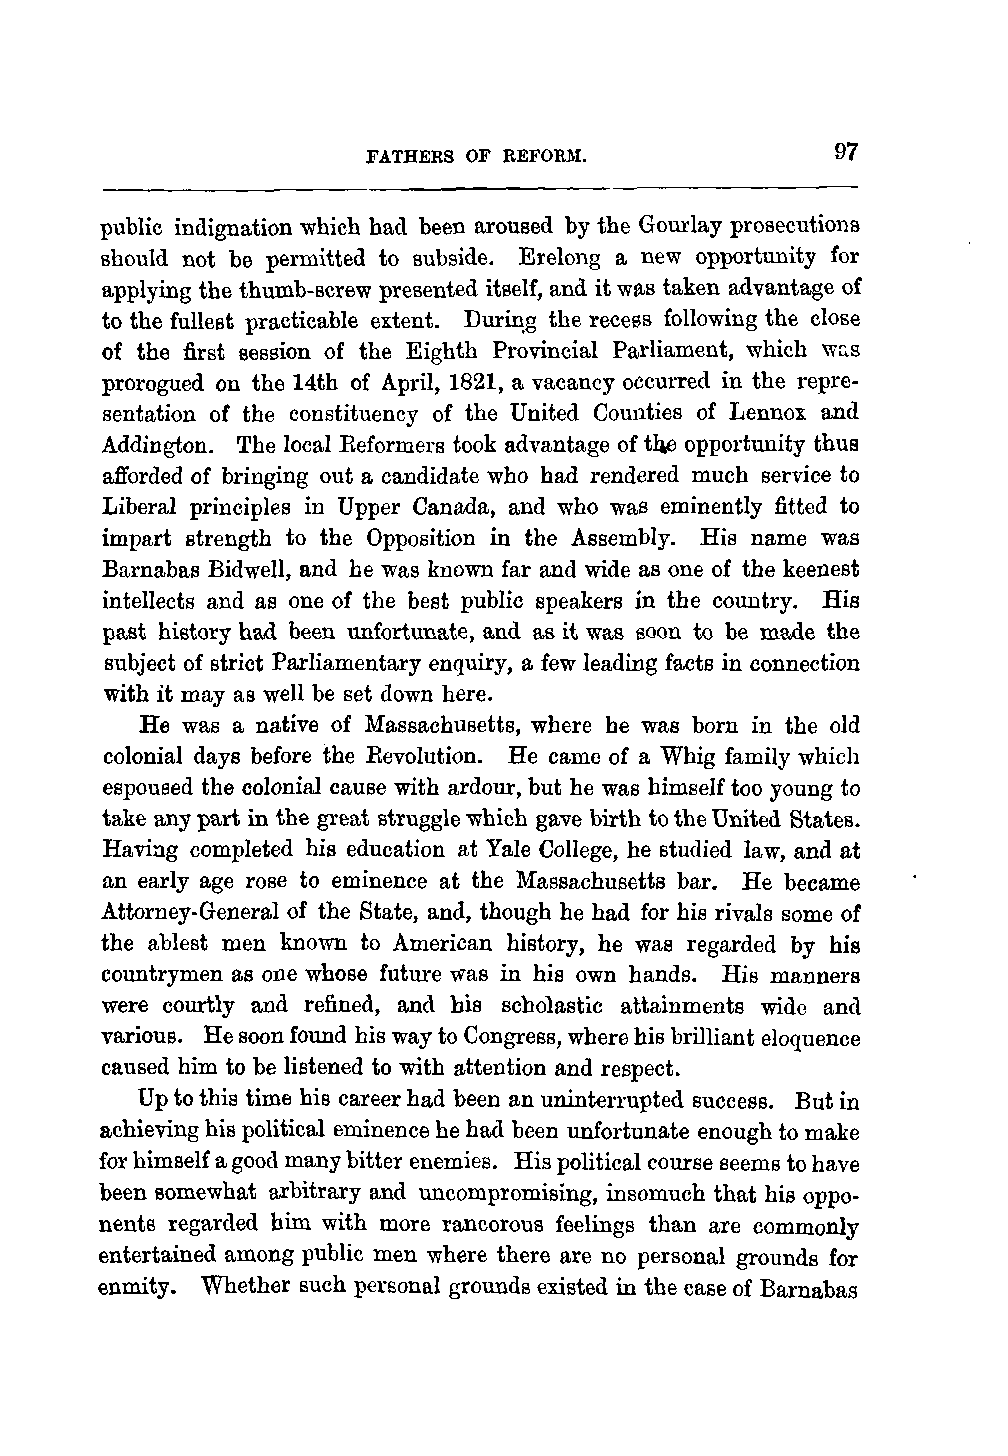 FATHERS OF REFORM. 97
public indignation which had been aroused by the Gourlay prosecutions
should not be permitted to subside. Erelong a new opportunity for
applying the thumb-screw presented itself, and it was taken advantage of
to the fullest practicable extent. During the recess following the close
of the first session of the Eighth Provincial Parliament, which was
prorogued on the 14th of April, 1821, a vacancy occurred in the repre-
sentation of the constituency of the United Counties of Lennox and
Addington. The local Reformers took advantage of the opportunity thus
afforded of bringing out a candidate who had rendered much service to
Liberal principles in Upper Canada, and who was eminently fitted to
impart strength to the Opposition in the Assembly. His name was
Barnabas Bidwell, and he was known far and wide as one of the keenest
intellects and as one of the best public speakers in the country. His
past history had been unfortunate, and as it was soon to be made the
subject of strict Parliamentary enquiry, a few leading facts in connection
with it may as well be set down here.
He was a native of Massachusetts, where he was born in the old
colonial days before the Revolution. He came of a Whig family which
espoused the colonial cause with ardour, but he was himself too young to
take any part in the great struggle which gave birth to the United States.
Having completed his education at Yale College, he studied law, and at
an early age rose to eminence at the Massachusetts bar. He became
Attorney-General of the State, and, though he had for his rivals some of
the ablest men known to American history, he was regarded by his
countrymen as one whose future was in his own hands. His manners
were courtly and refined, and his scholastic attainments wide and
various. He soon found his way to Congress, where his brilliant eloquence
caused him to be listened to with attention and respect.
Up to this time his career had been an uninterrupted success. But in
achieving his political eminence he had been unfortunate enough to make
for himself a good many bitter enemies. His political course seems to have
been somewhat arbitrary and uncompromising, insomuch that his oppo-
nents regarded him with more rancorous feelings than are commonly
entertained among public men where there are no personal grounds for
enmity. Whether such personal grounds existed in the case of Barnabas